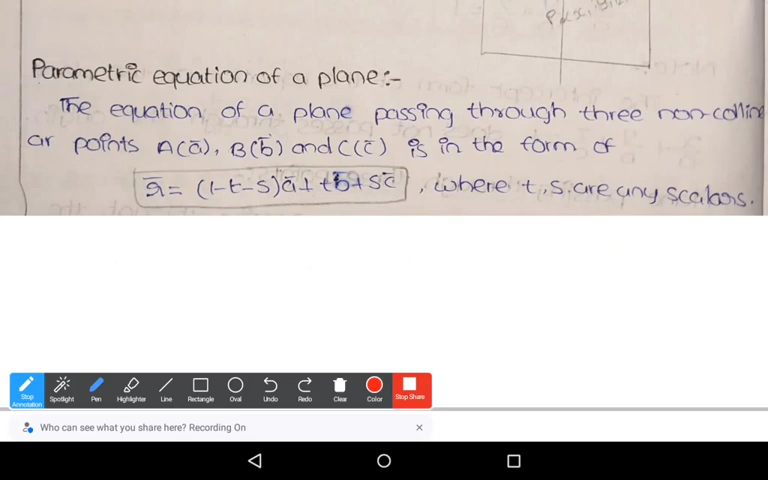 Parametric equation of a plane:-
The equation of a plane passing through three non-collin
ar points A(ā), B(b̄) and C(c̄) is in the form of
r̄ = (1-t-s)ā + tb̄ + sc̄ , where t, s. are any scalars.
Stop Annotation
Spotlight
Pen
Highlighter
Line
Rectangle
Oval
Undo
Redo
Clear
Color
Stop Share
Who can see what you share here? Recording On